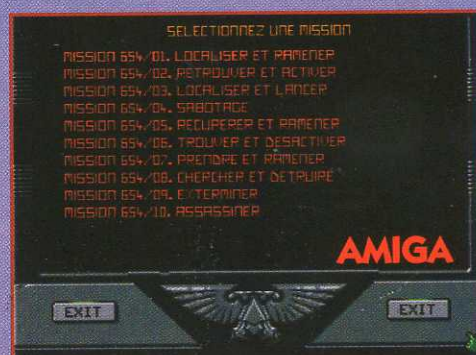 SELECTIONNEZ UNE MISSION
MISSION 654/01. LOCALISER ET RAMENER
MISSION 654/02. RETROUVER ET ACTIVER
MISSION 654/03. LOCALISER ET LANCER
MISSION 654/04. SABOTAGE
MISSION 654/05. RECUPERER ET RAMENER
MISSION 654/06. TROUVER ET DESACTIVER
MISSION 654/07. PRENDRE ET RAMENER
MISSION 654/08. CHERCHER ET DETRUIRE
MISSION 654/09. EXTERMINER
MISSION 654/10. ASSASSINER
AMIGA
EXIT EXIT